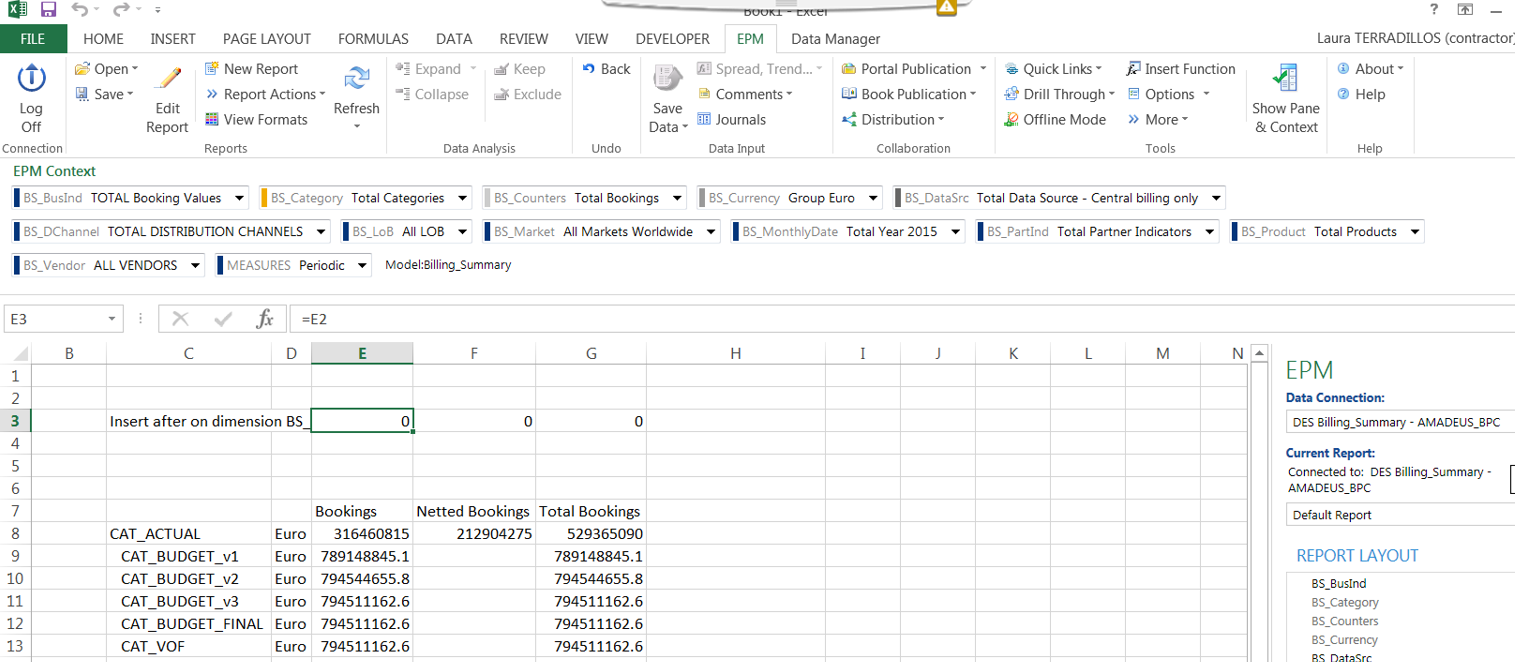 Book1 - Excel
?
FILE HOME INSERT PAGE LAYOUT FORMULAS DATA REVIEW VIEW DEVELOPER EPM Data Manager Laura TERRADILLOS (contractor)
Log Off
Connection
Open
Save
Edit Report
New Report
Report Actions
View Formats
Refresh
Reports
Expand
Collapse
Keep
Exclude
Data Analysis
Back
Undo
Save Data
Spread, Trend...
Comments
Journals
Data Input
Portal Publication
Book Publication
Distribution
Collaboration
Quick Links
Drill Through
Offline Mode
Insert Function
Options
More
Tools
Show Pane & Context
About
Help
Help
EPM Context
BS_BusInd TOTAL Booking Values BS_Category Total Categories BS_Counters Total Bookings BS_Currency Group Euro BS_DataSrc Total Data Source - Central billing only
BS_DChannel TOTAL DISTRIBUTION CHANNELS BS_LoB All LOB BS_Market All Markets Worldwide BS_MonthlyDate Total Year 2015 BS_PartInd Total Partner Indicators BS_Product Total Products
BS_Vendor ALL VENDORS MEASURES Periodic Model:Billing_Summary
E3 fx =E2
B C D E F G H I J K L M N
1
2
3 Insert after on dimension BS_ 0 0 0
4
5
6
7 Bookings Netted Bookings Total Bookings
8 CAT_ACTUAL Euro 316460815 212904275 529365090
9 CAT_BUDGET_v1 Euro 789148845.1 789148845.1
10 CAT_BUDGET_v2 Euro 794544655.8 794544655.8
11 CAT_BUDGET_v3 Euro 794511162.6 794511162.6
12 CAT_BUDGET_FINAL Euro 794511162.6 794511162.6
13 CAT_VOF Euro 794511162.6 794511162.6
EPM
Data Connection:
DES Billing_Summary - AMADEUS_BPC
Current Report:
Connected to: DES Billing_Summary -
AMADEUS_BPC
Default Report
REPORT LAYOUT
BS_BusInd
BS_Category
BS_Counters
BS_Currency
BS_DataSrc